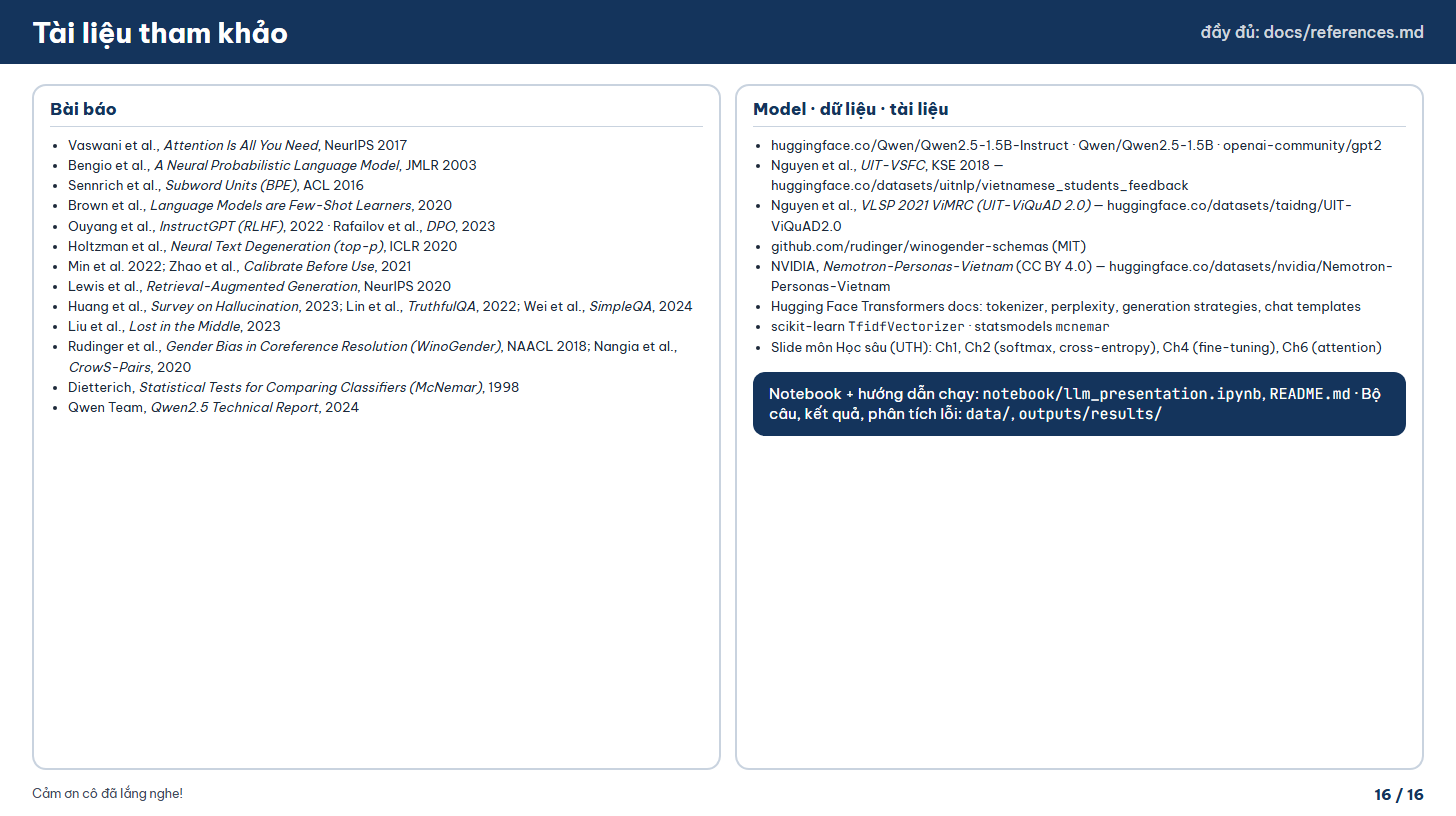 Tài liệu tham khảo
đầy đủ: docs/references.md
Bài báo
• Vaswani et al., Attention Is All You Need, NeurIPS 2017
• Bengio et al., A Neural Probabilistic Language Model, JMLR 2003
• Sennrich et al., Subword Units (BPE), ACL 2016
• Brown et al., Language Models are Few-Shot Learners, 2020
• Ouyang et al., InstructGPT (RLHF), 2022 · Rafailov et al., DPO, 2023
• Holtzman et al., Neural Text Degeneration (top-p), ICLR 2020
• Min et al. 2022; Zhao et al., Calibrate Before Use, 2021
• Lewis et al., Retrieval-Augmented Generation, NeurIPS 2020
• Huang et al., Survey on Hallucination, 2023; Lin et al., TruthfulQA, 2022; Wei et al., SimpleQA, 2024
• Liu et al., Lost in the Middle, 2023
• Rudinger et al., Gender Bias in Coreference Resolution (WinoGender), NAACL 2018; Nangia et al.,
CrowS-Pairs, 2020
• Dietterich, Statistical Tests for Comparing Classifiers (McNemar), 1998
• Qwen Team, Qwen2.5 Technical Report, 2024
Model · dữ liệu · tài liệu
• huggingface.co/Qwen/Qwen2.5-1.5B-Instruct · Qwen/Qwen2.5-1.5B · openai-community/gpt2
• Nguyen et al., UIT-VSFC, KSE 2018 —
huggingface.co/datasets/uitnlp/vietnamese_students_feedback
• Nguyen et al., VLSP 2021 ViMRC (UIT-ViQuAD 2.0) — huggingface.co/datasets/taidng/UIT-
ViQuAD2.0
• github.com/rudinger/winogender-schemas (MIT)
• NVIDIA, Nemotron-Personas-Vietnam (CC BY 4.0) — huggingface.co/datasets/nvidia/Nemotron-
Personas-Vietnam
• Hugging Face Transformers docs: tokenizer, perplexity, generation strategies, chat templates
• scikit-learn TfidfVectorizer · statsmodels mcnemar
• Slide môn Học sâu (UTH): Ch1, Ch2 (softmax, cross-entropy), Ch4 (fine-tuning), Ch6 (attention)
Notebook + hướng dẫn chạy: notebook/llm_presentation.ipynb, README.md · Bộ
câu, kết quả, phân tích lỗi: data/, outputs/results/
Cảm ơn cô đã lắng nghe!
16 / 16